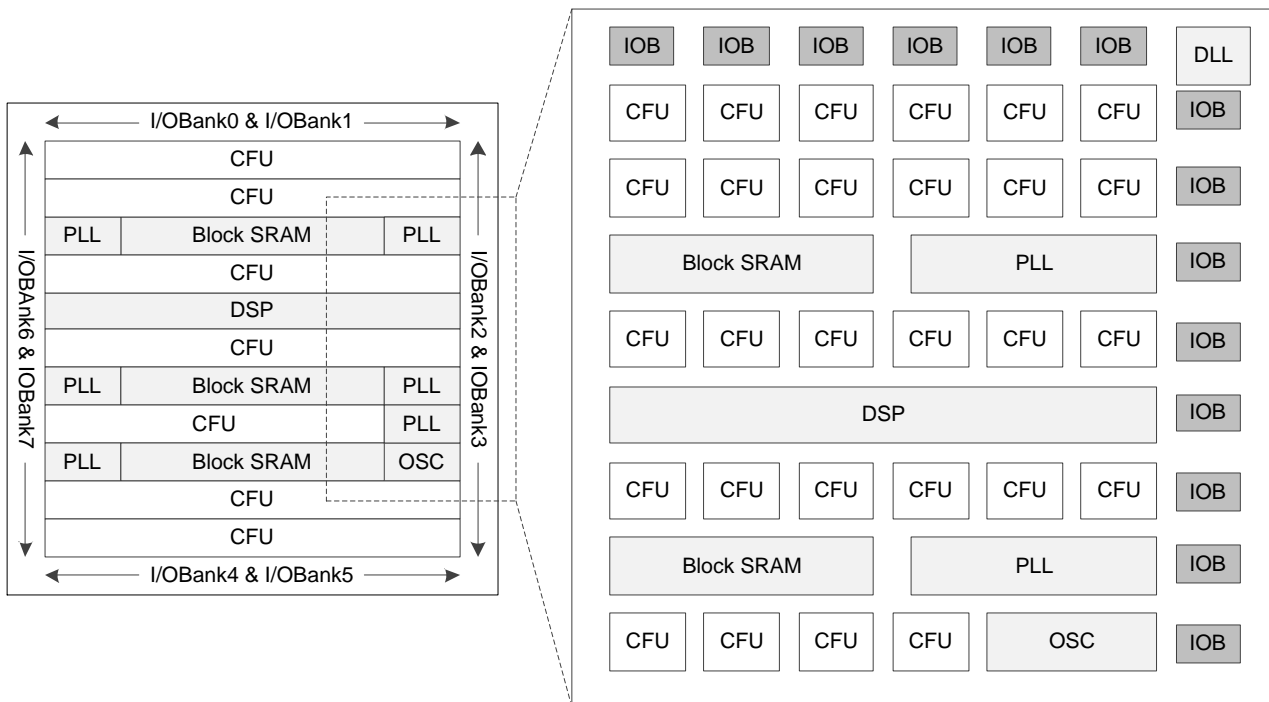 I/OBank0 & I/OBank1
CFU
CFU
PLL Block SRAM PLL
CFU
DSP
CFU
PLL Block SRAM PLL
CFU PLL
PLL Block SRAM OSC
CFU
CFU
I/OBank4 & I/OBank5
I/OBAnk6 & IOBank7
I/OBank2 & IOBank3
IOB IOB IOB IOB IOB IOB DLL
CFU CFU CFU CFU CFU CFU IOB
CFU CFU CFU CFU CFU CFU IOB
Block SRAM PLL IOB
CFU CFU CFU CFU CFU CFU IOB
DSP IOB
CFU CFU CFU CFU CFU CFU IOB
Block SRAM PLL IOB
CFU CFU CFU CFU OSC IOB